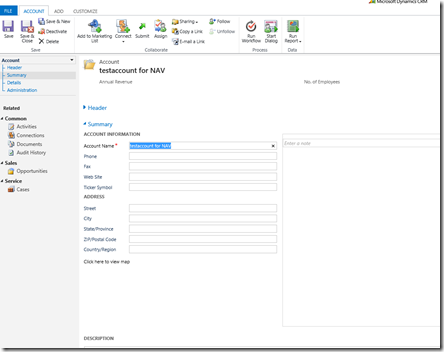 Microsoft Dynamics CRM
FILE ACCOUNT ADD CUSTOMIZE
Save
Save & Close
Save & New
Deactivate
Delete
Save
Add to Marketing List
Connect
Submit
Assign
Sharing
Copy a Link
E-mail a Link
Follow
Unfollow
Collaborate
Run Workflow
Start Dialog
Process
Run Report
Data
Account
Header
Summary
Details
Administration
Related
Common
Activities
Connections
Documents
Audit History
Sales
Opportunities
Service
Cases
Account
testaccount for NAV
Annual Revenue
No. of Employees
Header
Summary
ACCOUNT INFORMATION
Account Name * testaccount for NAV
Phone
Fax
Web Site
Ticker Symbol
ADDRESS
Street
City
State/Province
ZIP/Postal Code
Country/Region
Click here to view map
Enter a note
DESCRIPTION